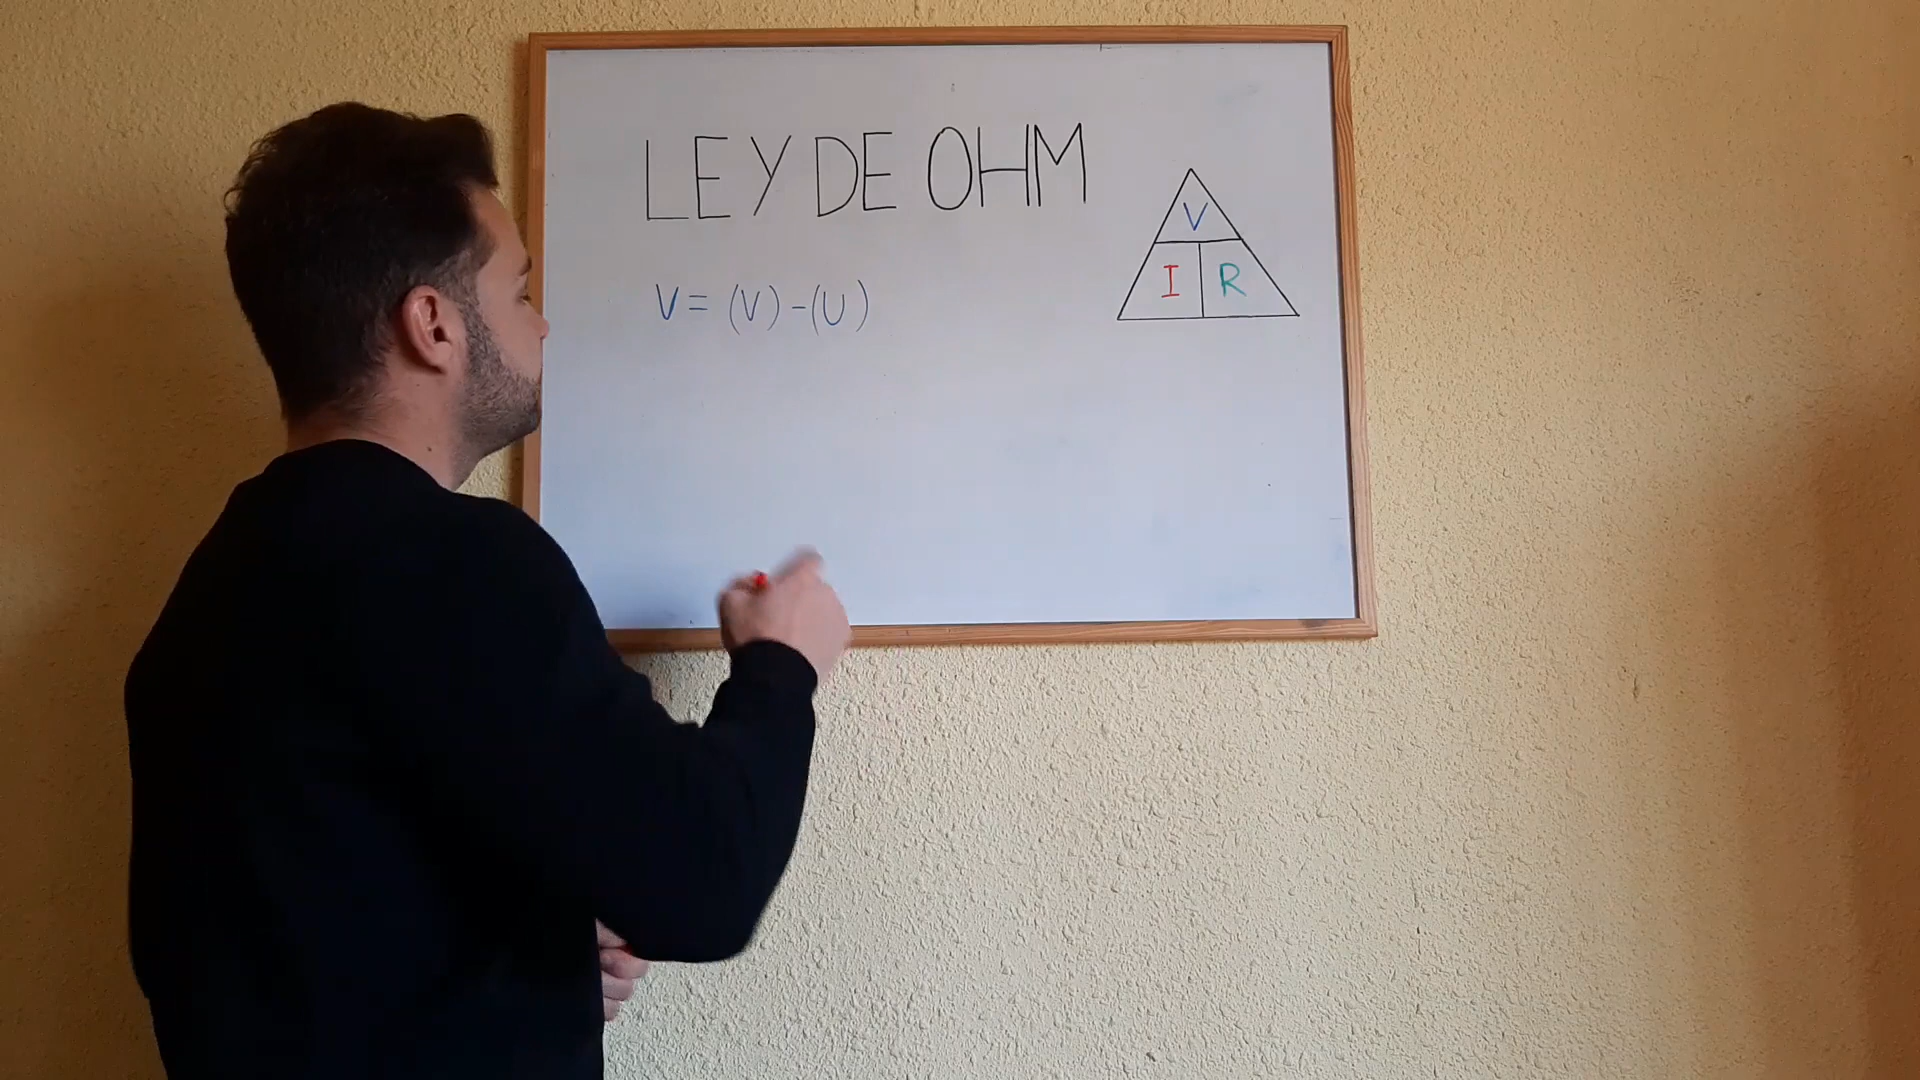 LEY DE OHM
V = (V) - (U)
V
I R